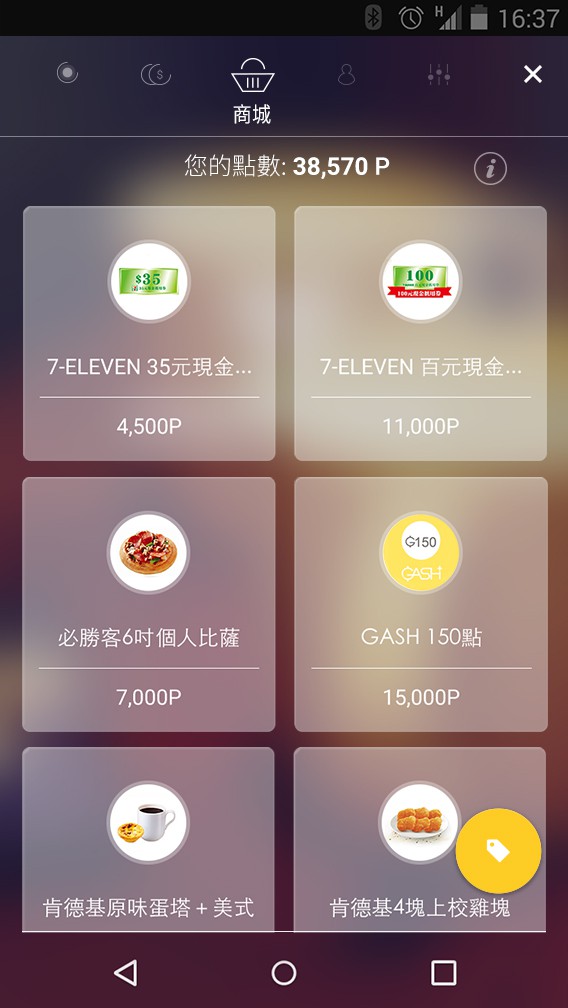 H
16:37
商城
您的點數: 38,570 P
$35
100
100元現金抵用券
7-ELEVEN 35元現金...
7-ELEVEN 百元現金...
4,500P
11,000P
G150
GASH
必勝客6吋個人比薩
GASH 150點
7,000P
15,000P
肯德基原味蛋塔 + 美式
肯德基4塊上校雞塊